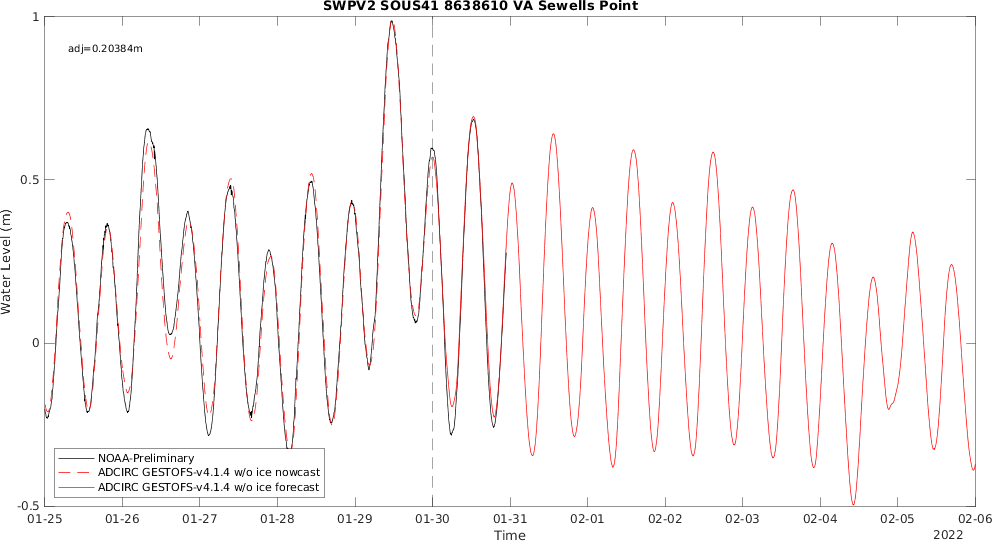 SWPV2 SOUS41 8638610 VA Sewells Point
adj=0.20384m
Water Level (m)
1
0.5
0
-0.5
NOAA-Preliminary
ADCIRC GESTOFS-v4.1.4 w/o ice nowcast
ADCIRC GESTOFS-v4.1.4 w/o ice forecast
01-25 01-26 01-27 01-28 01-29 01-30 01-31 02-01 02-02 02-03 02-04 02-05 02-06
Time
2022